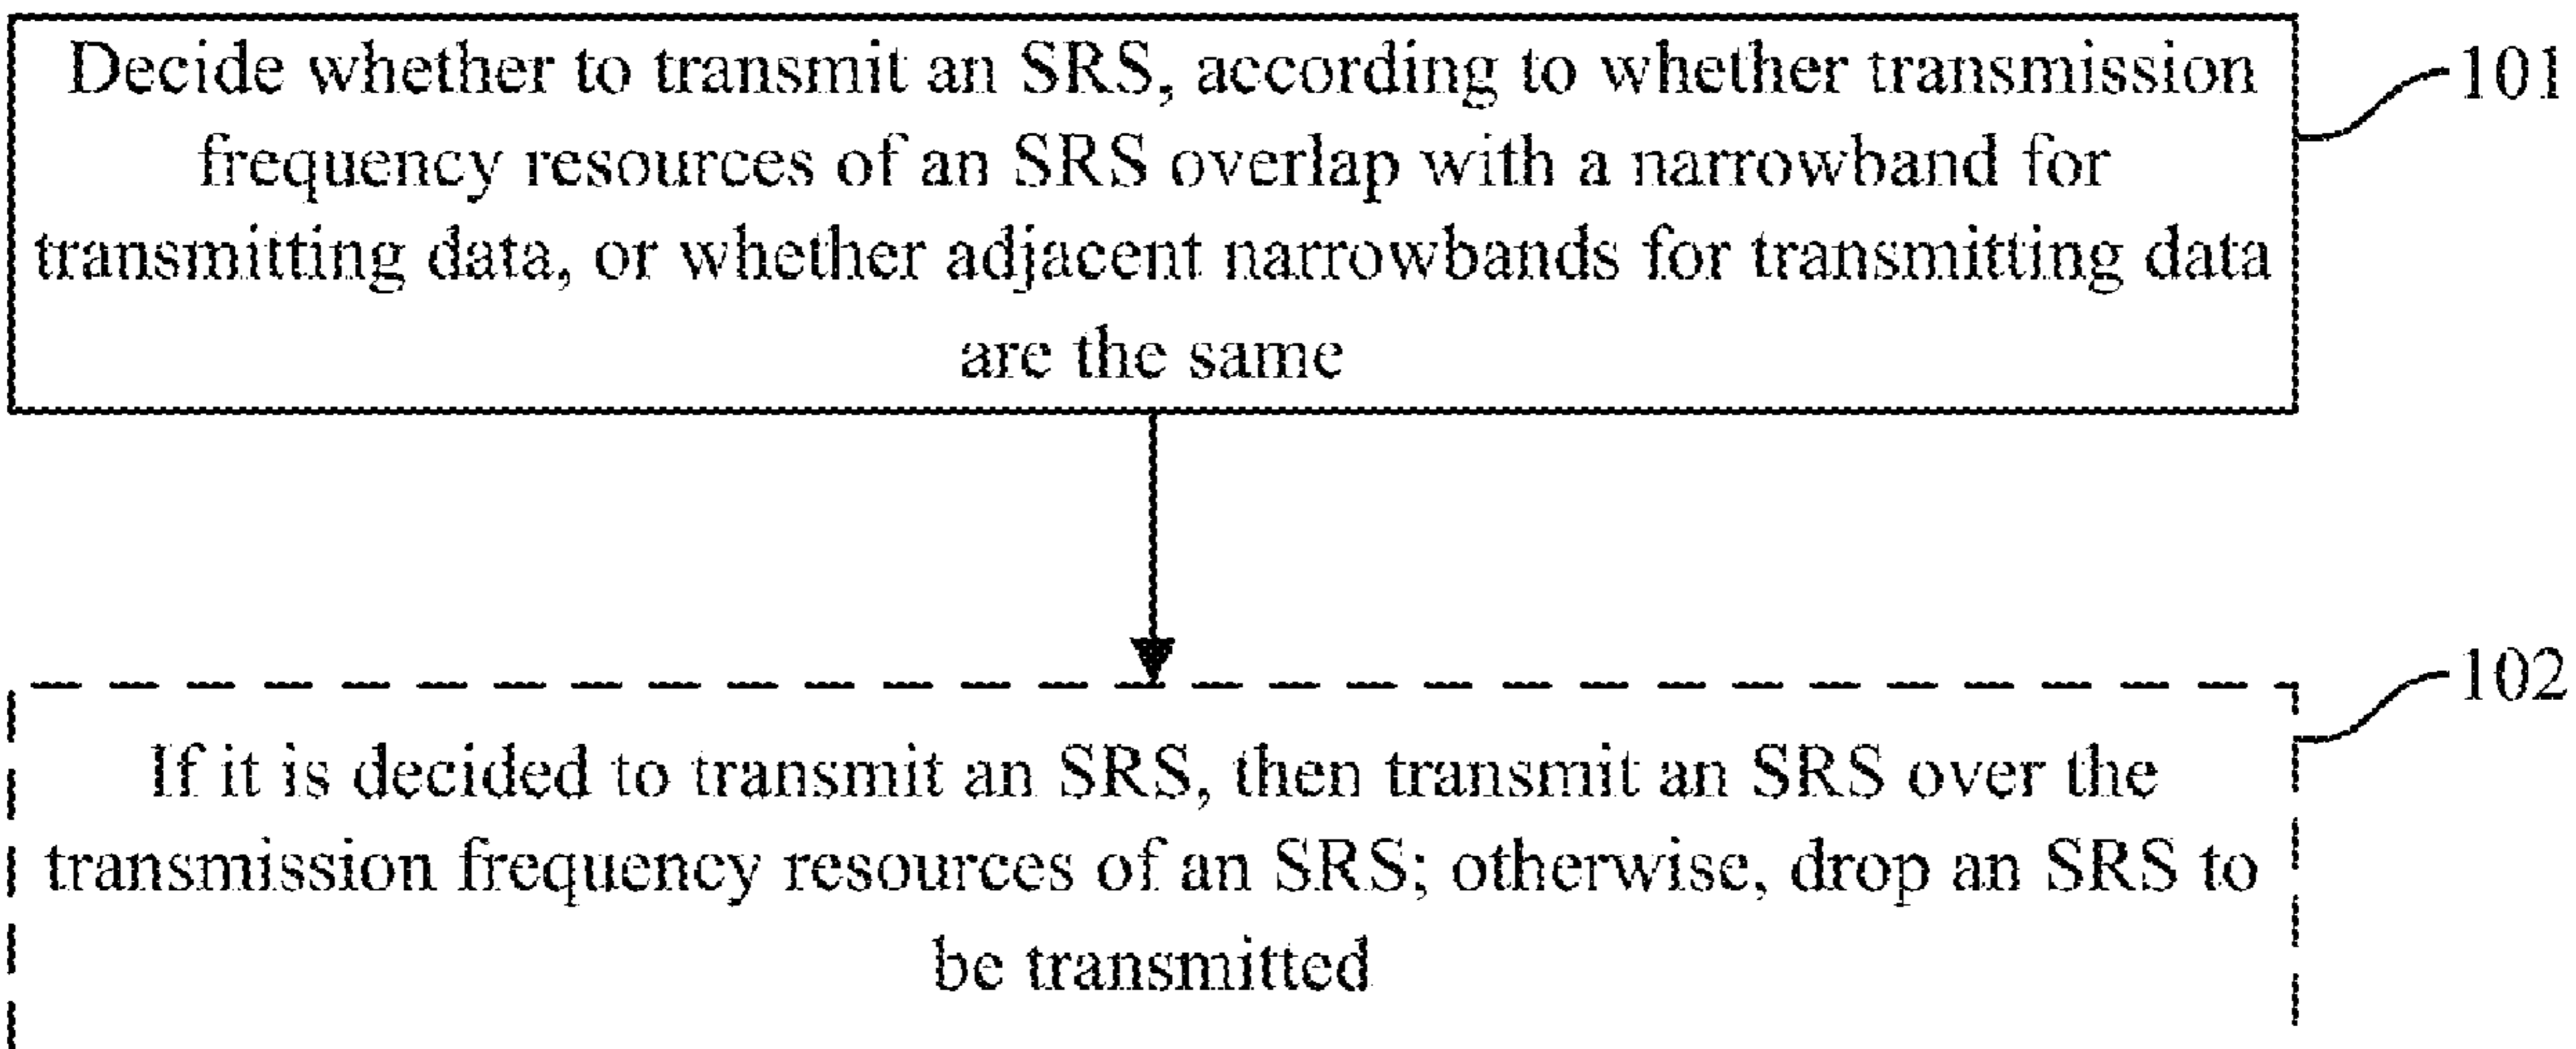 Decide whether to transmit an SRS, according to whether transmission
frequency resources of an SRS overlap with a narrowband for
transmitting data, or whether adjacent narrowbands for transmitting data
are the same
101
If it is decided to transmit an SRS, then transmit an SRS over the
transmission frequency resources of an SRS; otherwise, drop an SRS to
be transmitted
102